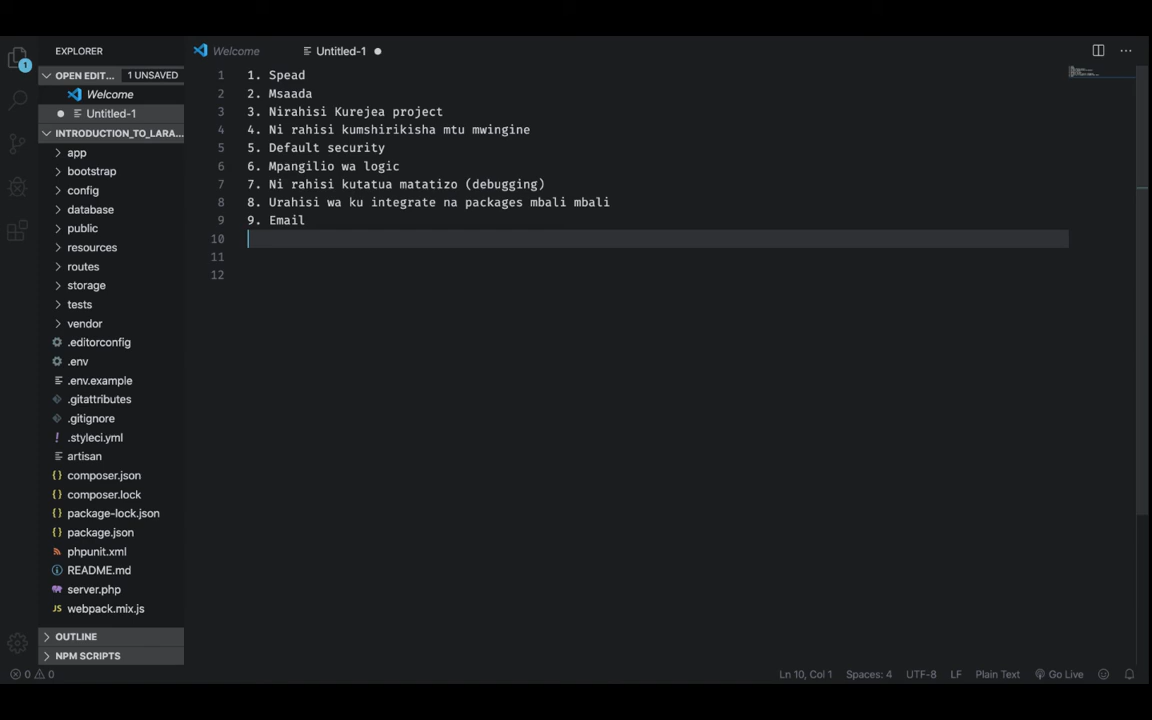 EXPLORER
Welcome
Untitled-1
OPEN EDIT...
1 UNSAVED
Welcome
Untitled-1
INTRODUCTION_TO_LARA...
app
bootstrap
config
database
public
resources
routes
storage
tests
vendor
.editorconfig
.env
.env.example
.gitattributes
.gitignore
.styleci.yml
artisan
composer.json
composer.lock
package-lock.json
package.json
phpunit.xml
README.md
server.php
webpack.mix.js
OUTLINE
NPM SCRIPTS
1
1 1. Spead
2 2. Msaada
3 3. Nirahisi Kurejea project
4 4. Ni rahisi kumshirikisha mtu mwingine
5 5. Default security
6 6. Mpangilio wa logic
7 7. Ni rahisi kutatua matatizo (debugging)
8 8. Urahisi wa ku integrate na packages mbali mbali
9 9. Email
10
11
12
0 0
Ln 10, Col 1 Spaces: 4 UTF-8 LF Plain Text Go Live